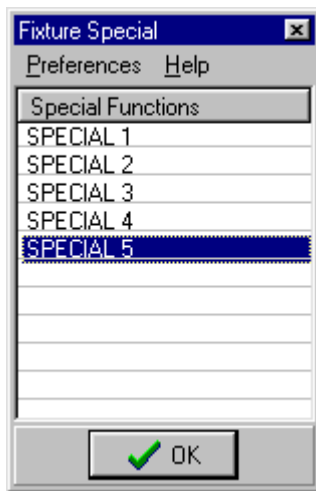 Fixture Special
Preferences Help
Special Functions
SPECIAL 1
SPECIAL 2
SPECIAL 3
SPECIAL 4
SPECIAL 5
OK